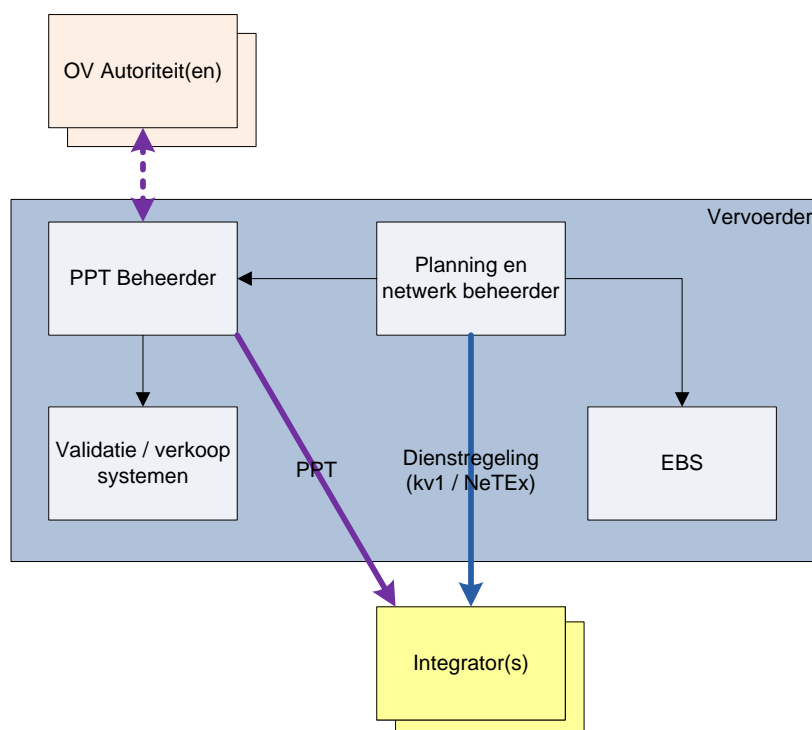 OV Autoriteit(en)
Vervoerder
PPT Beheerder
Planning en
netwerk beheerder
Validatie / verkoop
systemen
PPT
Dienstregeling
(kv1 / NeTEx)
EBS
Integrator(s)